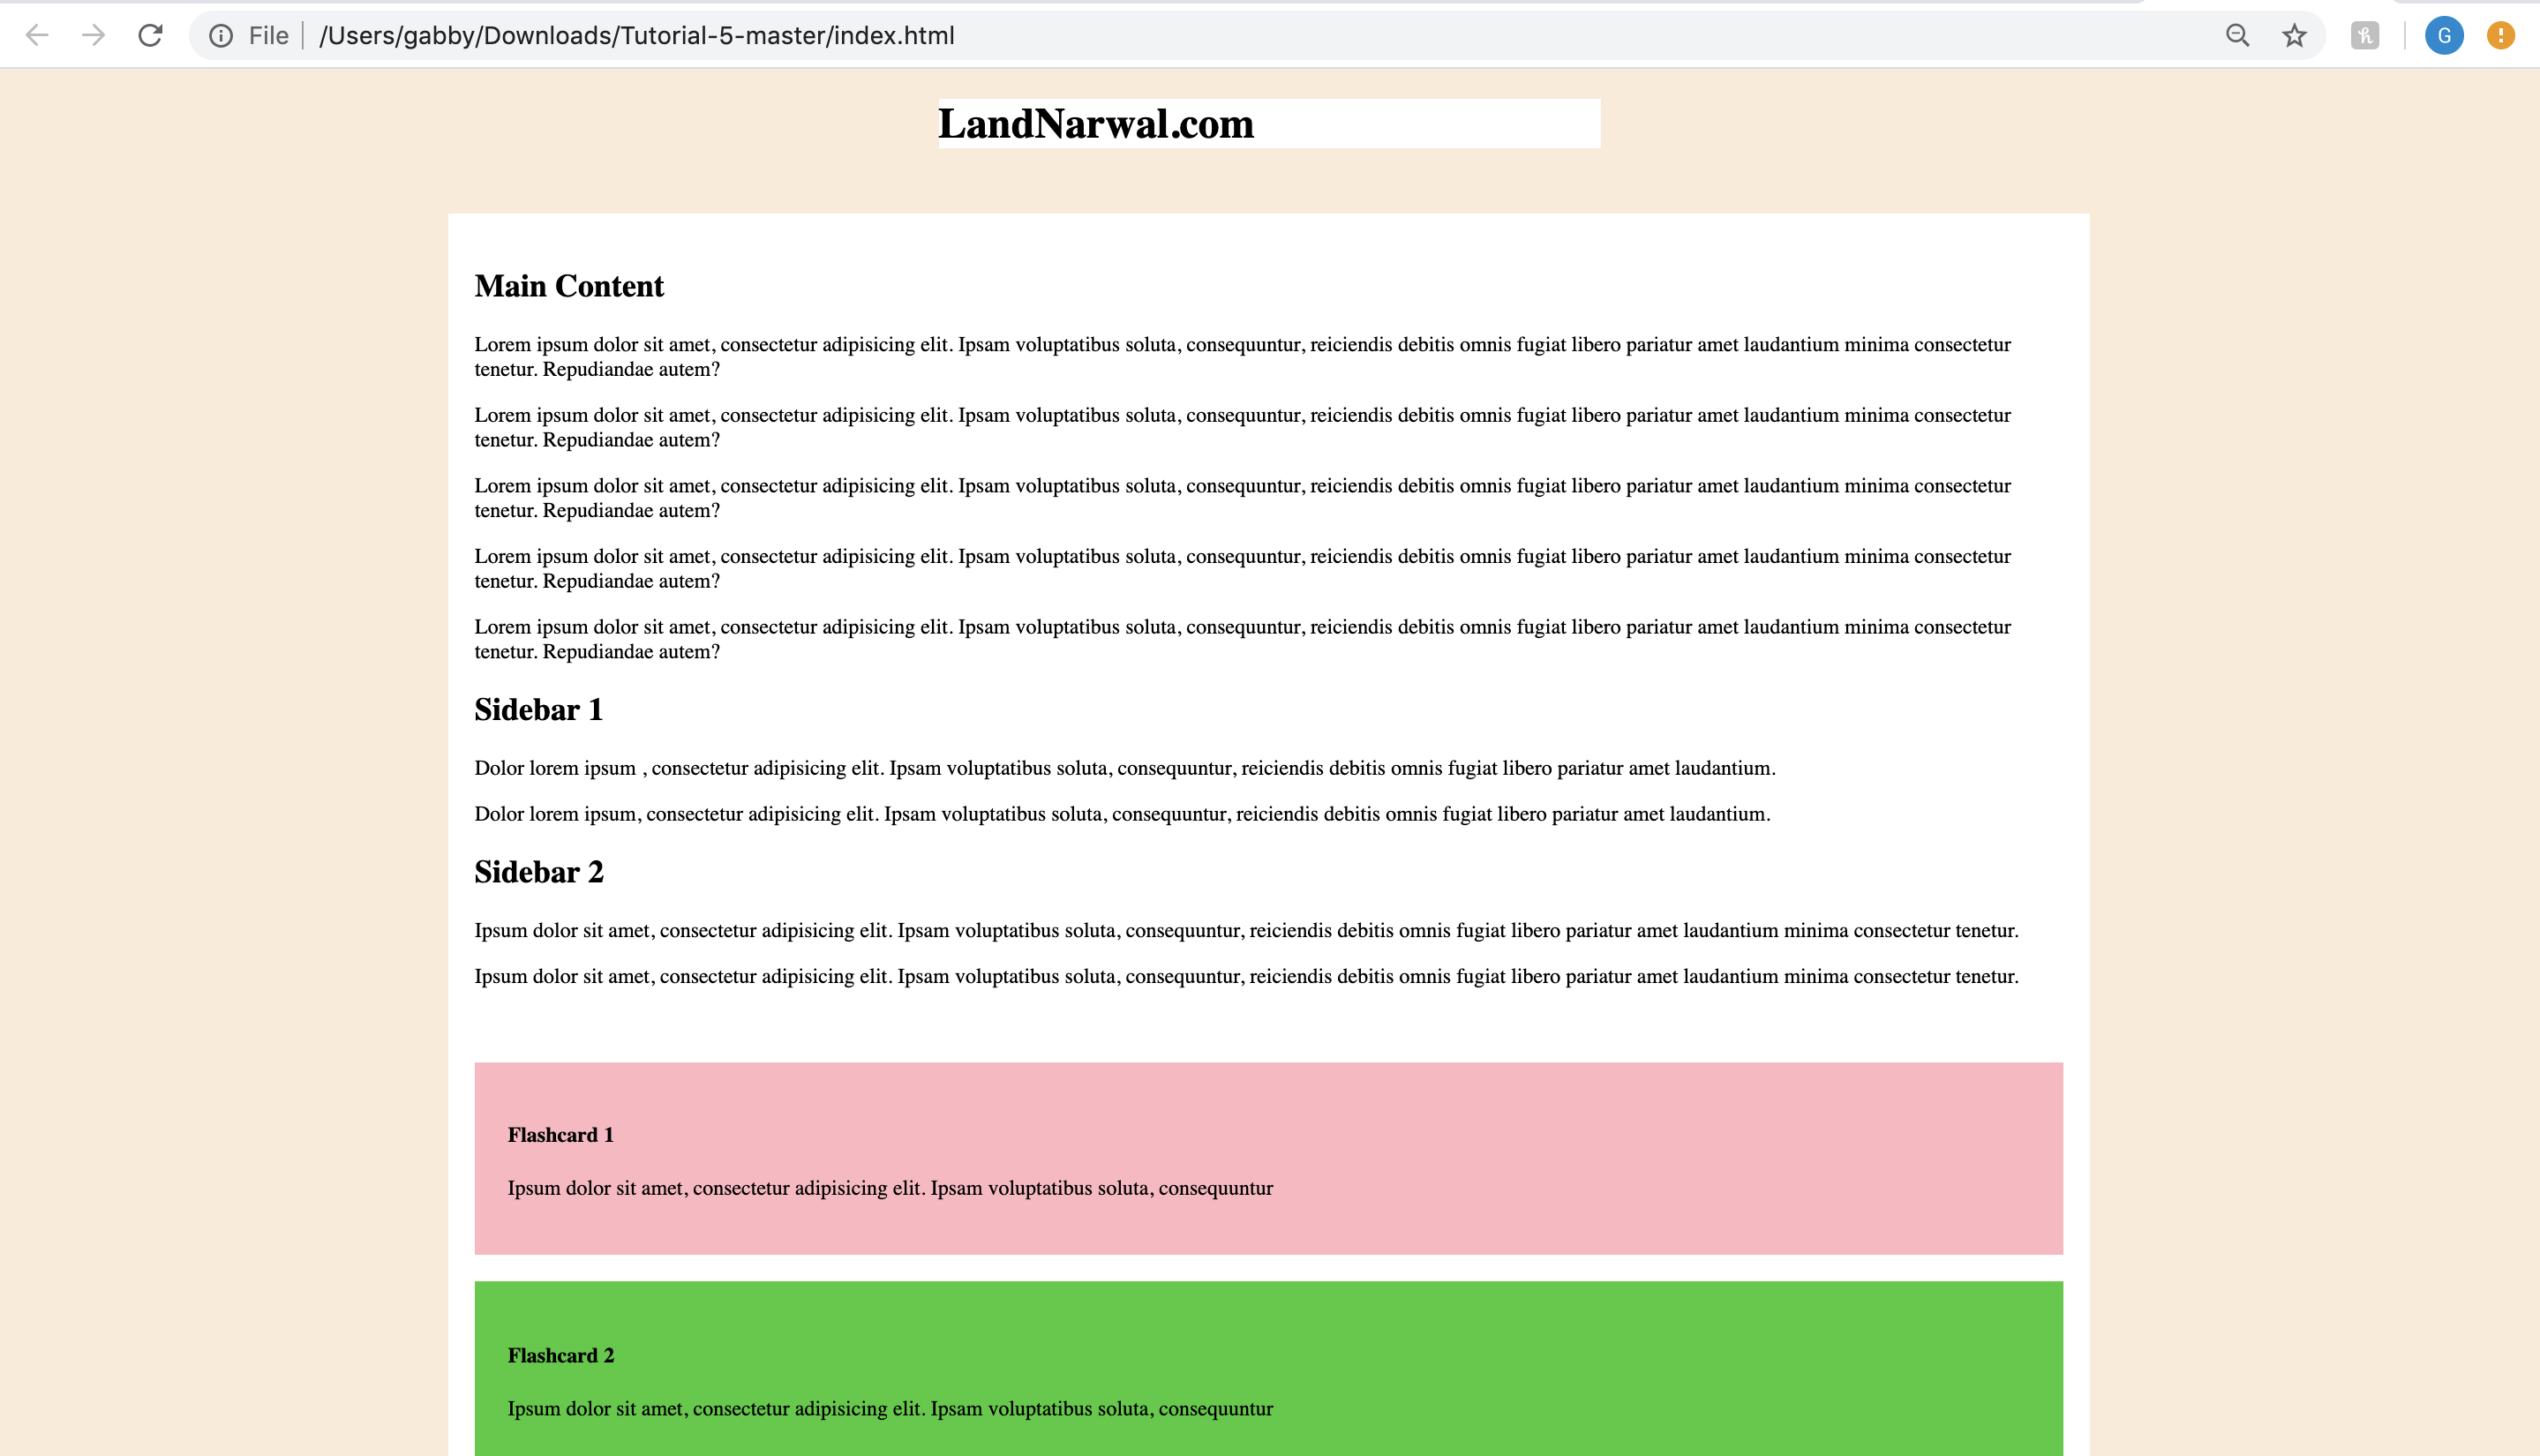 File /Users/gabby/Downloads/Tutorial-5-master/index.html
G
LandNarwal.com
Main Content
Lorem ipsum dolor sit amet, consectetur adipisicing elit. Ipsam voluptatibus soluta, consequuntur, reiciendis debitis omnis fugiat libero pariatur amet laudantium minima consectetur
tenetur. Repudiandae autem?
Lorem ipsum dolor sit amet, consectetur adipisicing elit. Ipsam voluptatibus soluta, consequuntur, reiciendis debitis omnis fugiat libero pariatur amet laudantium minima consectetur
tenetur. Repudiandae autem?
Lorem ipsum dolor sit amet, consectetur adipisicing elit. Ipsam voluptatibus soluta, consequuntur, reiciendis debitis omnis fugiat libero pariatur amet laudantium minima consectetur
tenetur. Repudiandae autem?
Lorem ipsum dolor sit amet, consectetur adipisicing elit. Ipsam voluptatibus soluta, consequuntur, reiciendis debitis omnis fugiat libero pariatur amet laudantium minima consectetur
tenetur. Repudiandae autem?
Lorem ipsum dolor sit amet, consectetur adipisicing elit. Ipsam voluptatibus soluta, consequuntur, reiciendis debitis omnis fugiat libero pariatur amet laudantium minima consectetur
tenetur. Repudiandae autem?
Sidebar 1
Dolor lorem ipsum , consectetur adipisicing elit. Ipsam voluptatibus soluta, consequuntur, reiciendis debitis omnis fugiat libero pariatur amet laudantium.
Dolor lorem ipsum, consectetur adipisicing elit. Ipsam voluptatibus soluta, consequuntur, reiciendis debitis omnis fugiat libero pariatur amet laudantium.
Sidebar 2
Ipsum dolor sit amet, consectetur adipisicing elit. Ipsam voluptatibus soluta, consequuntur, reiciendis debitis omnis fugiat libero pariatur amet laudantium minima consectetur tenetur.
Ipsum dolor sit amet, consectetur adipisicing elit. Ipsam voluptatibus soluta, consequuntur, reiciendis debitis omnis fugiat libero pariatur amet laudantium minima consectetur tenetur.
Flashcard 1
Ipsum dolor sit amet, consectetur adipisicing elit. Ipsam voluptatibus soluta, consequuntur
Flashcard 2
Ipsum dolor sit amet, consectetur adipisicing elit. Ipsam voluptatibus soluta, consequuntur